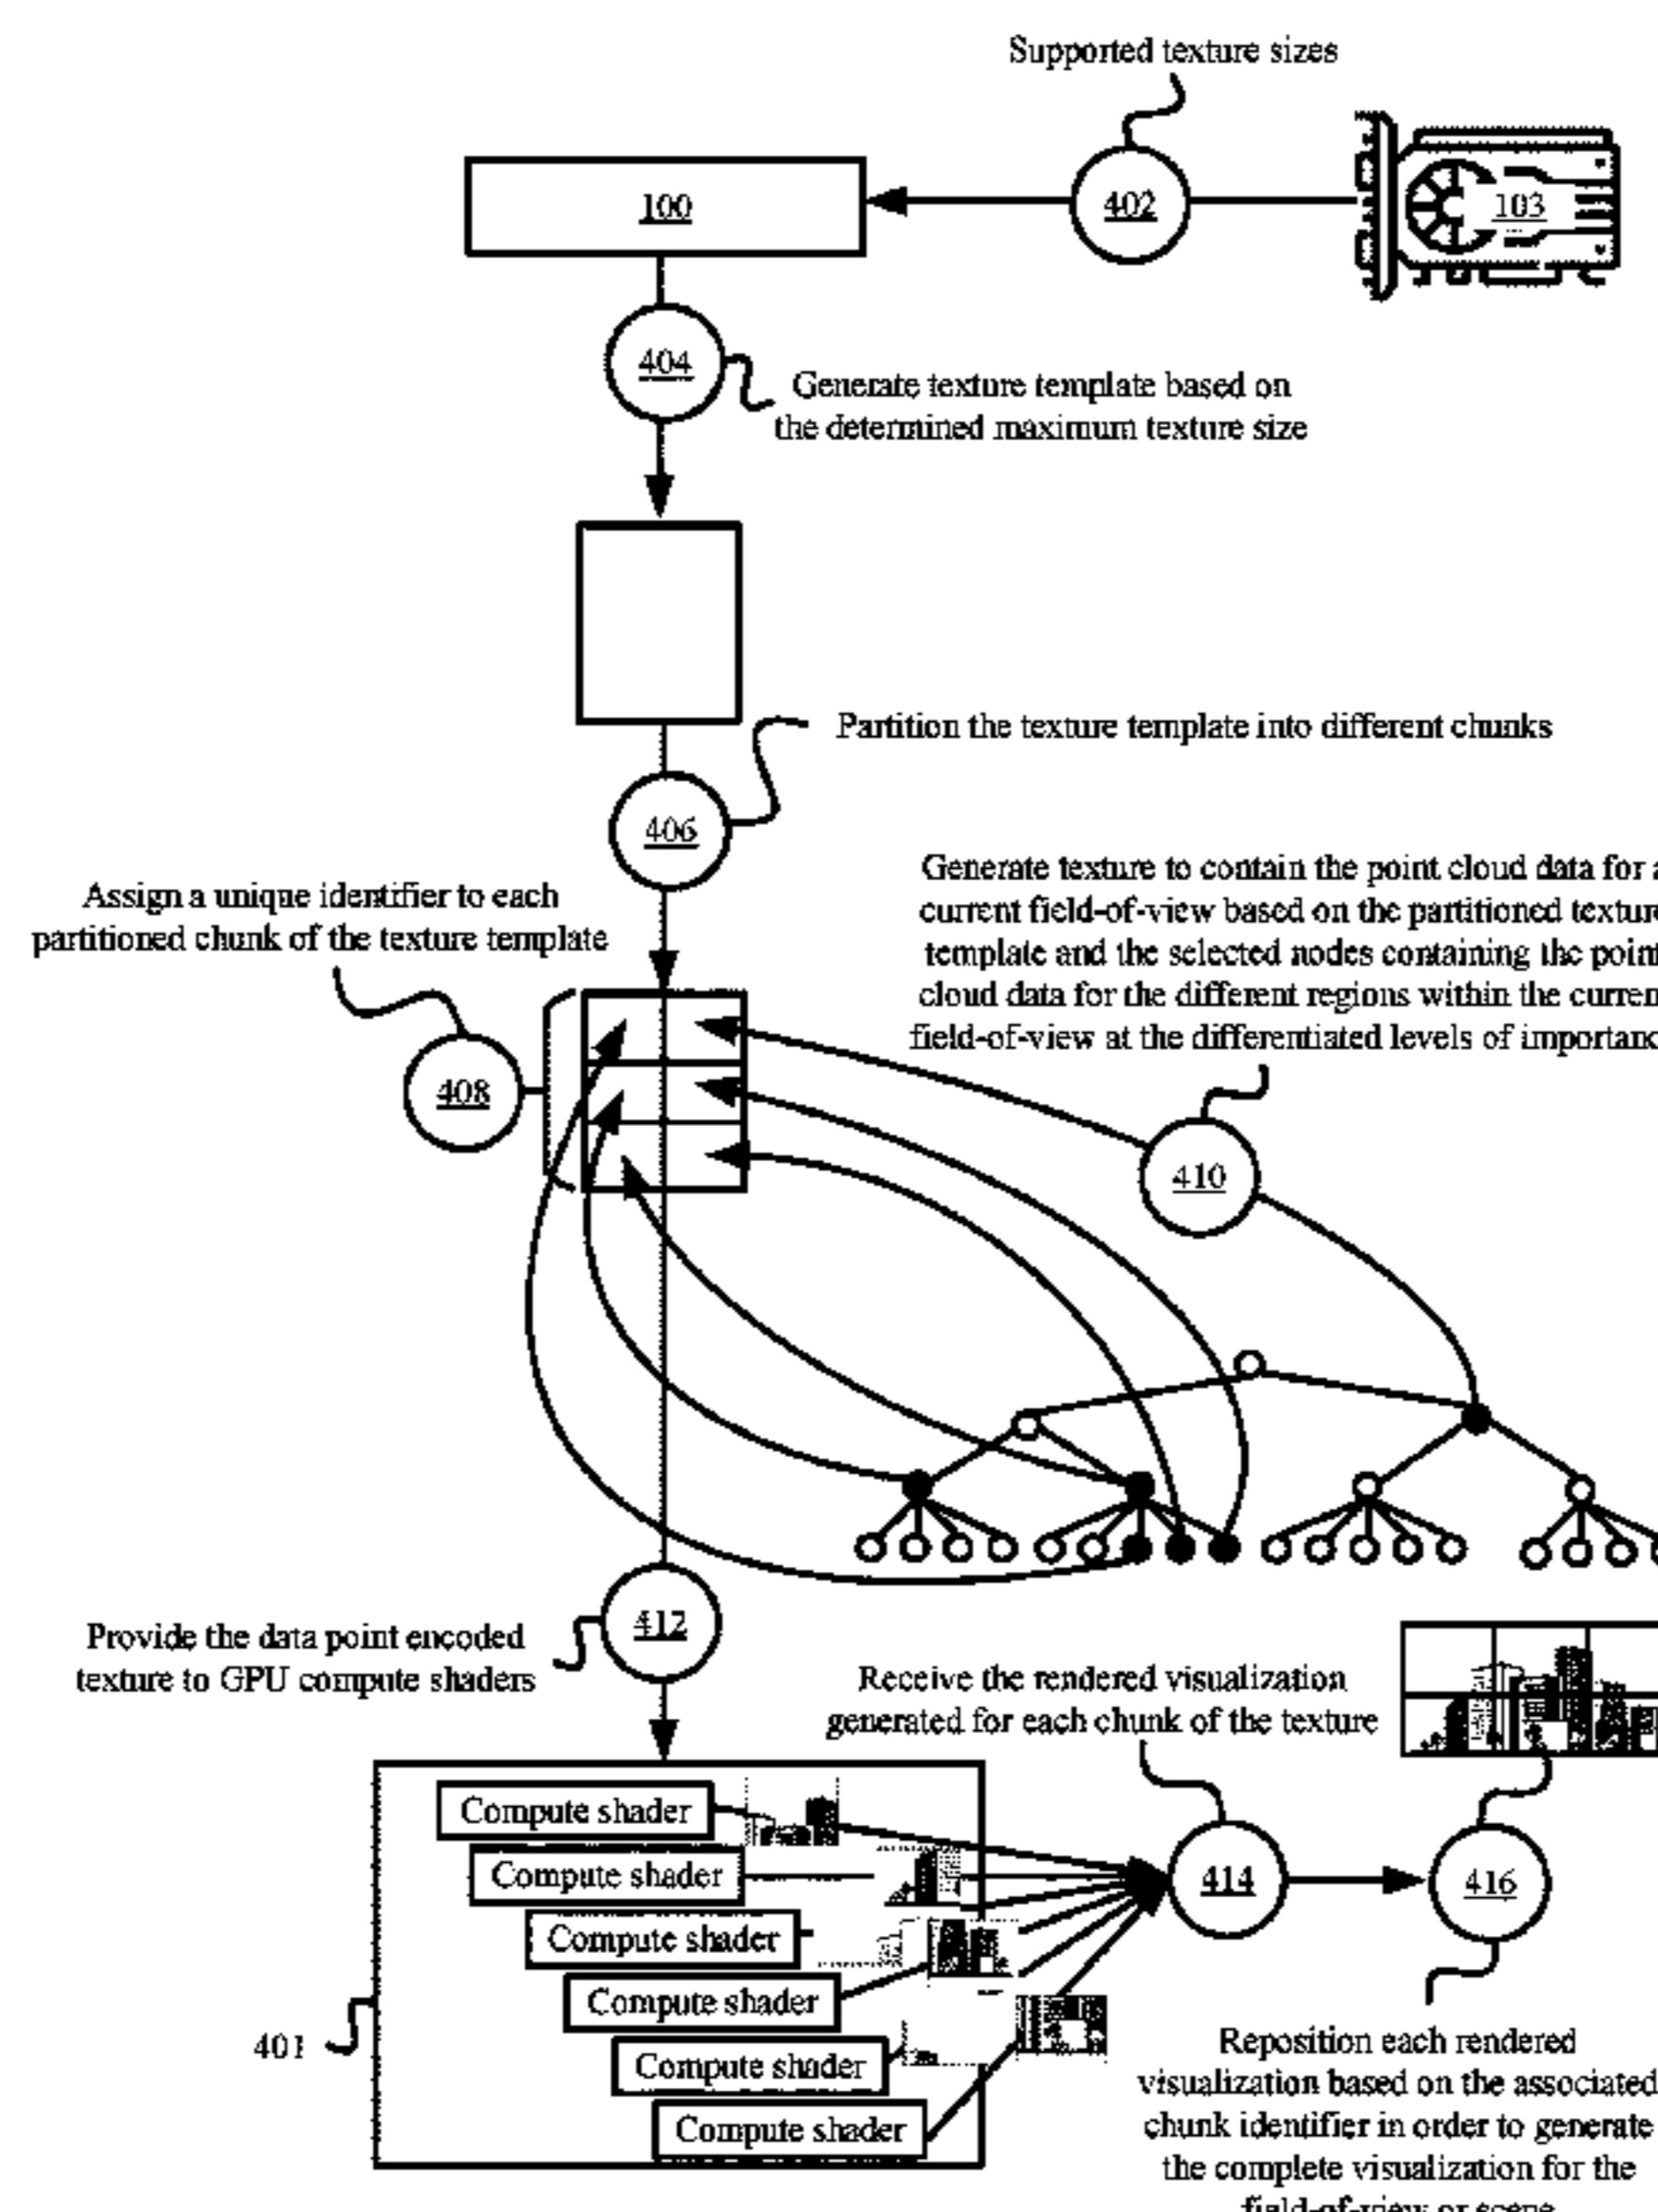 Supported texture sizes
100
402
103
404
Generate texture template based on
the determined maximum texture size
Partition the texture template into different chunks
406
Assign a unique identifier to each
partitioned chunk of the texture template
Generate texture to contain the point cloud data for a
current field-of-view based on the partitioned texture
template and the selected nodes containing the point
cloud data for the different regions within the current
field-of-view at the differentiated levels of importanc
408
410
412
Provide the data point encoded
texture to GPU compute shaders
Receive the rendered visualization
generated for each chunk of the texture
Compute shader
Compute shader
Compute shader
Compute shader
Compute shader
Compute shader
414
416
401
Reposition each rendered
visualization based on the associated
chunk identifier in order to generate
the complete visualization for the
field-of-view or scene